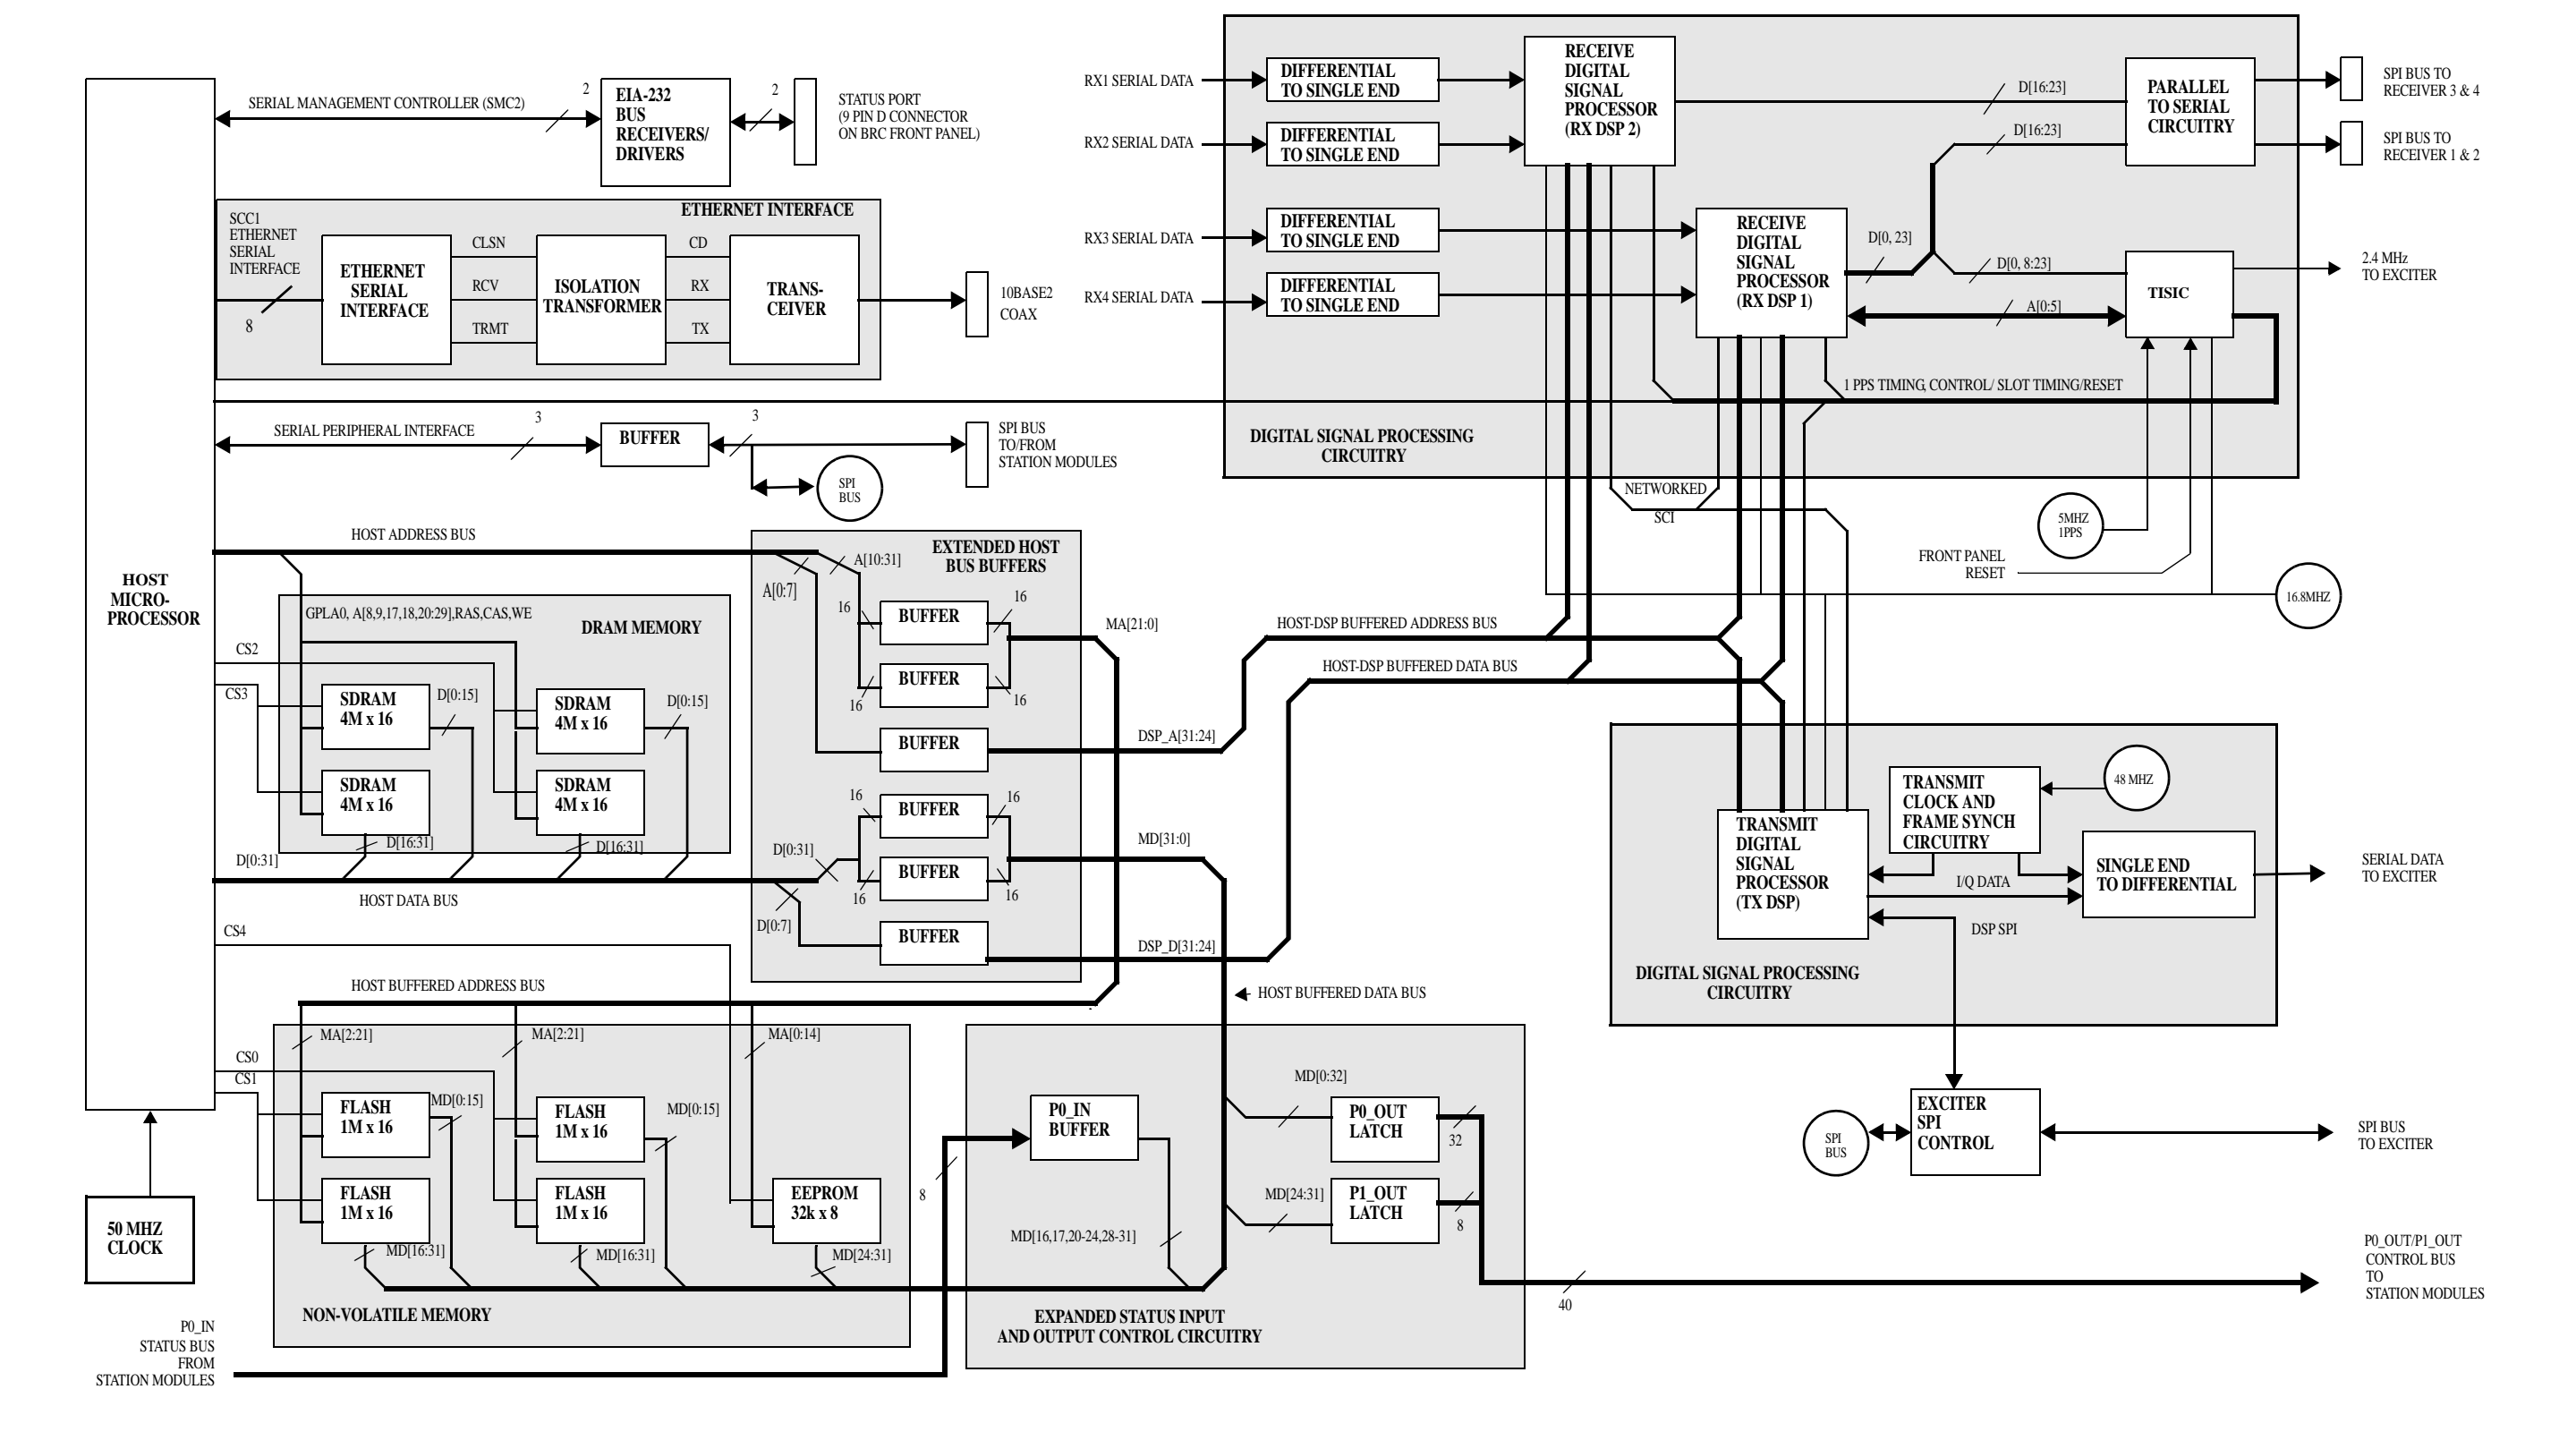 HOST
MICRO-
PROCESSOR
50 MHZ
CLOCK
SERIAL MANAGEMENT CONTROLLER (SMC2)
2
EIA-232
BUS
RECEIVERS/
DRIVERS
2
STATUS PORT
(9 PIN D CONNECTOR
ON BRC FRONT PANEL)
ETHERNET INTERFACE
SCC1
ETHERNET
SERIAL
INTERFACE
8
ETHERNET
SERIAL
INTERFACE
CLSN
RCV
TRMT
ISOLATION
TRANSFORMER
CD
RX
TX
TRANS-
CEIVER
10BASE2
COAX
SERIAL PERIPHERAL INTERFACE
3
BUFFER
3
SPI BUS
TO/FROM
STATION MODULES
SPI
BUS
HOST ADDRESS BUS
GPLA0, A[8,9,17,18,20:29],RAS,CAS,WE
DRAM MEMORY
CS2
CS3
SDRAM
4M x 16
D[0:15]
SDRAM
4M x 16
D[0:15]
SDRAM
4M x 16
D[16:31]
SDRAM
4M x 16
D[16:31]
D[0:31]
HOST DATA BUS
CS4
EXTENDED HOST
BUS BUFFERS
A[10:31]
A[0:7]
16
BUFFER
16
16
BUFFER
16
BUFFER
16
BUFFER
16
D[0:31]
16
BUFFER
16
D[0:7]
BUFFER
MA[21:0]
DSP_A[31:24]
MD[31:0]
DSP_D[31:24]
HOST BUFFERED ADDRESS BUS
HOST BUFFERED DATA BUS
MA[2:21]
MA[2:21]
MA[0:14]
CS0
CS1
FLASH
1M x 16
MD[0:15]
FLASH
1M x 16
MD[0:15]
FLASH
1M x 16
MD[16:31]
FLASH
1M x 16
MD[16:31]
EEPROM
32k x 8
MD[24:31]
NON-VOLATILE MEMORY
P0_IN
STATUS BUS
FROM
STATION MODULES
8
P0_IN
BUFFER
MD[16,17,20-24,28-31]
MD[0:32]
P0_OUT
LATCH
32
MD[24:31]
P1_OUT
LATCH
8
EXPANDED STATUS INPUT
AND OUTPUT CONTROL CIRCUITRY
40
P0_OUT/P1_OUT
CONTROL BUS
TO
STATION MODULES
RX1 SERIAL DATA
DIFFERENTIAL
TO SINGLE END
RX2 SERIAL DATA
DIFFERENTIAL
TO SINGLE END
RX3 SERIAL DATA
DIFFERENTIAL
TO SINGLE END
RX4 SERIAL DATA
DIFFERENTIAL
TO SINGLE END
RECEIVE
DIGITAL
SIGNAL
PROCESSOR
(RX DSP 2)
RECEIVE
DIGITAL
SIGNAL
PROCESSOR
(RX DSP 1)
D[16:23]
D[16:23]
D[0, 23]
D[0, 8:23]
A[0:5]
PARALLEL
TO SERIAL
CIRCUITRY
TISIC
SPI BUS TO
RECEIVER 3 & 4
SPI BUS TO
RECEIVER 1 & 2
2.4 MHz
TO EXCITER
1 PPS TIMING, CONTROL/ SLOT TIMING/RESET
DIGITAL SIGNAL PROCESSING
CIRCUITRY
NETWORKED
SCI
5MHZ
1PPS
FRONT PANEL
RESET
16.8MHZ
HOST-DSP BUFFERED ADDRESS BUS
HOST-DSP BUFFERED DATA BUS
TRANSMIT
DIGITAL
SIGNAL
PROCESSOR
(TX DSP)
TRANSMIT
CLOCK AND
FRAME SYNCH
CIRCUITRY
48 MHZ
I/Q DATA
SINGLE END
TO DIFFERENTIAL
SERIAL DATA
TO EXCITER
DSP SPI
DIGITAL SIGNAL PROCESSING
CIRCUITRY
EXCITER
SPI
CONTROL
SPI
BUS
SPI BUS
TO EXCITER